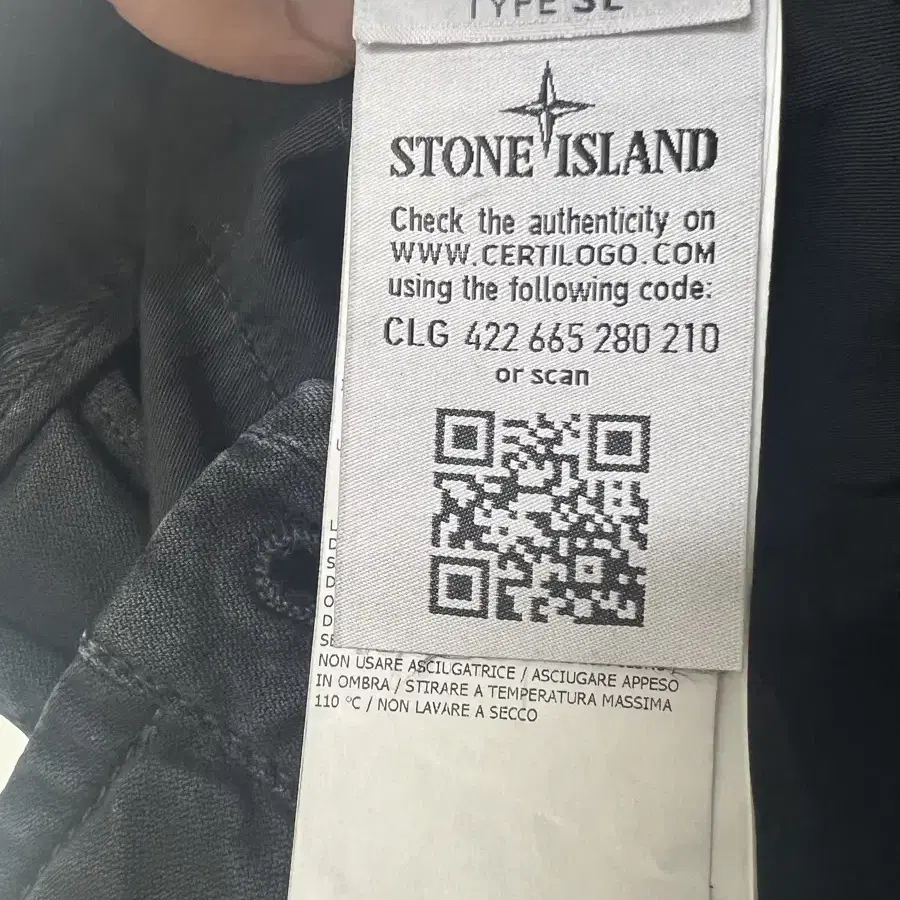 TYPE SL
STONE ISLAND
Check the authenticity on
WWW.CERTILOGO.COM
using the following code:
CLG 422 665 280 210
or scan
L
D
S
D
O
D
SE
NON USARE ASCIUGATRICE / ASCIUGARE APPESO
IN OMBRA / STIRARE A TEMPERATURA MASSIMA
110 °C / NON LAVARE A SECCO